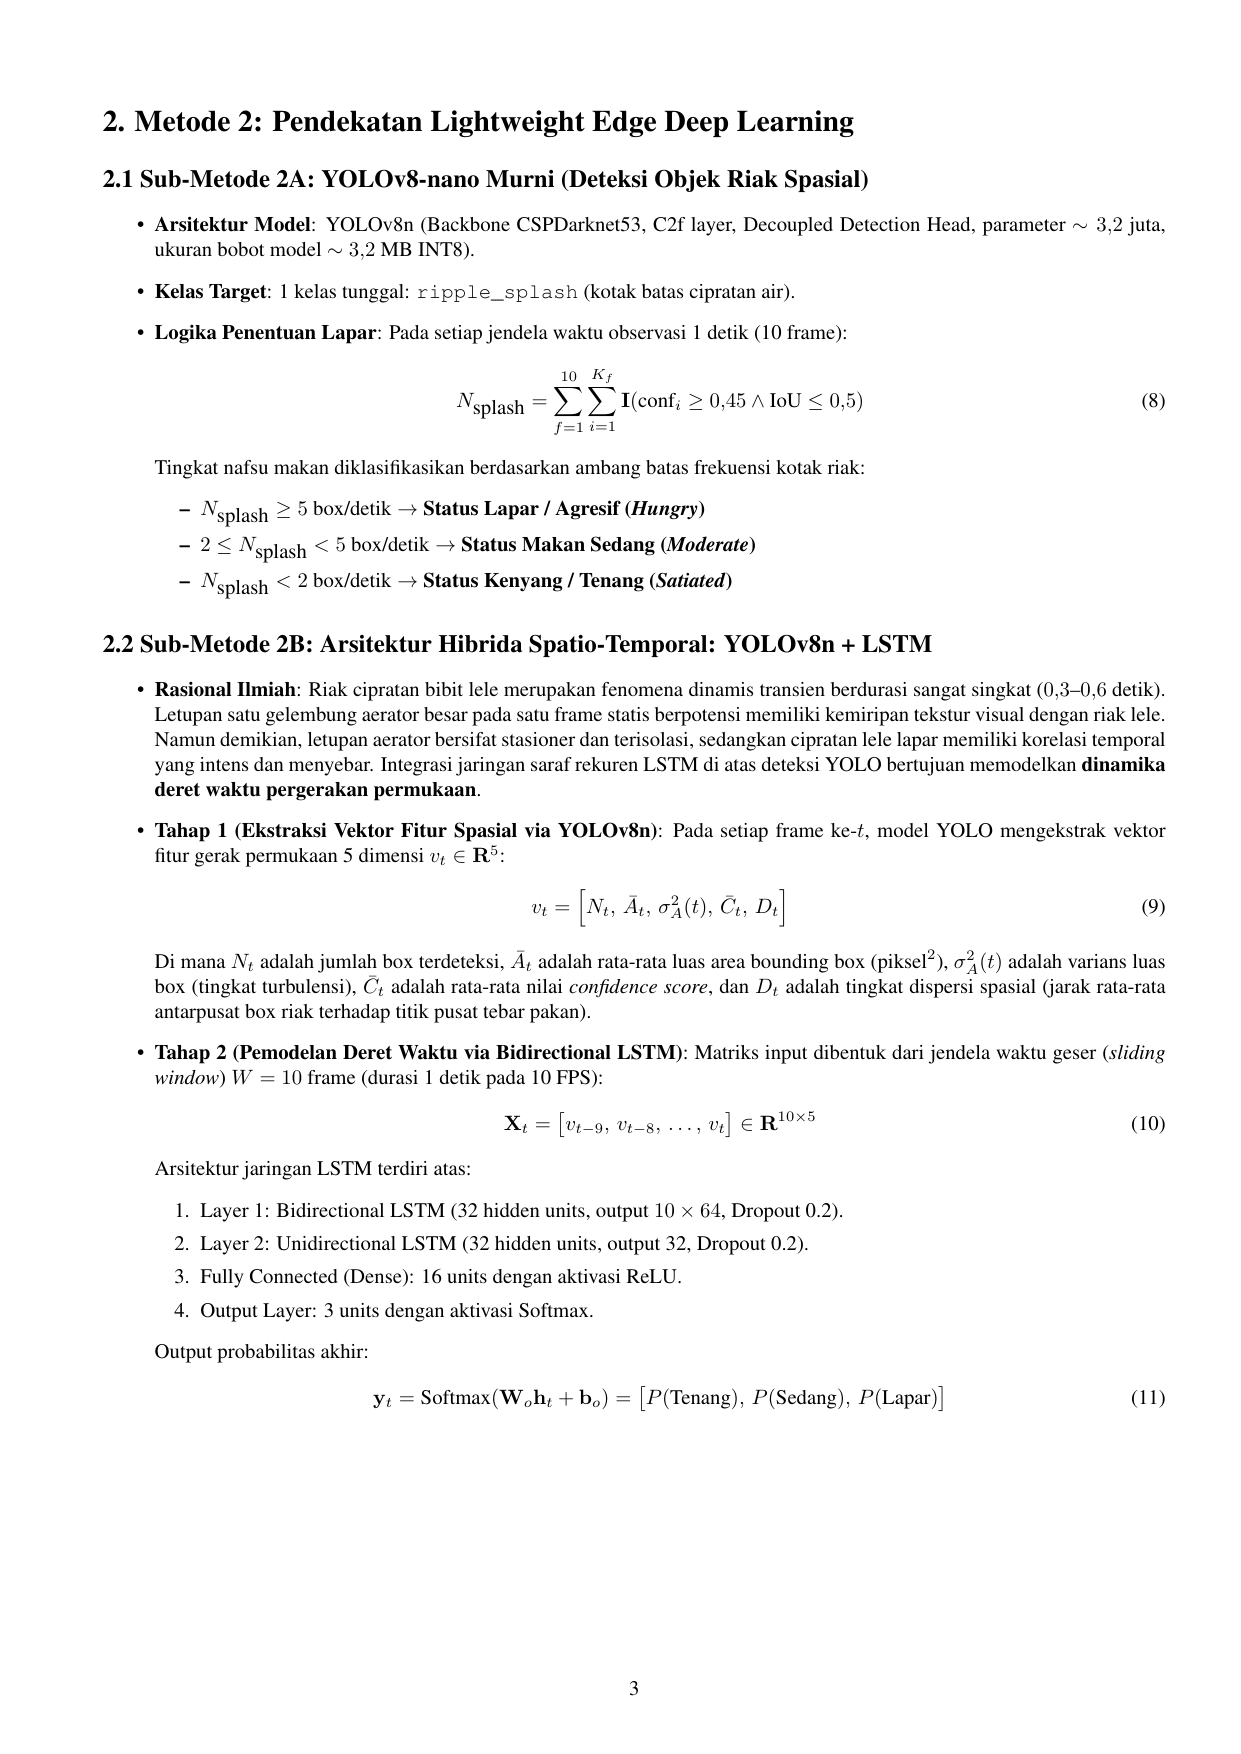 2. Metode 2: Pendekatan Lightweight Edge Deep Learning
2.1 Sub-Metode 2A: YOLOv8-nano Murni (Deteksi Objek Riak Spasial)
• Arsitektur Model: YOLOv8n (Backbone CSPDarknet53, C2f layer, Decoupled Detection Head, parameter ∼ 3,2 juta,
ukuran bobot model ∼ 3,2 MB INT8).
• Kelas Target: 1 kelas tunggal: ripple_splash (kotak batas cipratan air).
• Logika Penentuan Lapar: Pada setiap jendela waktu observasi 1 detik (10 frame):
N_splash = ∑_{f=1}^{10} ∑_{i=1}^{K_f} I(conf_i ≥ 0,45 ∧ IoU ≤ 0,5) (8)
Tingkat nafsu makan diklasifikasikan berdasarkan ambang batas frekuensi kotak riak:
– N_splash ≥ 5 box/detik → Status Lapar / Agresif (Hungry)
– 2 ≤ N_splash < 5 box/detik → Status Makan Sedang (Moderate)
– N_splash < 2 box/detik → Status Kenyang / Tenang (Satiated)
2.2 Sub-Metode 2B: Arsitektur Hibrida Spatio-Temporal: YOLOv8n + LSTM
• Rasional Ilmiah: Riak cipratan bibit lele merupakan fenomena dinamis transien berdurasi sangat singkat (0,3–0,6 detik).
Letupan satu gelembung aerator besar pada satu frame statis berpotensi memiliki kemiripan tekstur visual dengan riak lele.
Namun demikian, letupan aerator bersifat stasioner dan terisolasi, sedangkan cipratan lele lapar memiliki korelasi temporal
yang intens dan menyebar. Integrasi jaringan saraf rekuren LSTM di atas deteksi YOLO bertujuan memodelkan dinamika
deret waktu pergerakan permukaan.
• Tahap 1 (Ekstraksi Vektor Fitur Spasial via YOLOv8n): Pada setiap frame ke-t, model YOLO mengekstrak vektor
fitur gerak permukaan 5 dimensi v_t ∈ R^5:
v_t = [N_t, Ā_t, σ²_A(t), C̄_t, D_t] (9)
Di mana N_t adalah jumlah box terdeteksi, Ā_t adalah rata-rata luas area bounding box (piksel²), σ²_A(t) adalah varians luas
box (tingkat turbulensi), C̄_t adalah rata-rata nilai confidence score, dan D_t adalah tingkat dispersi spasial (jarak rata-rata
antarpusat box riak terhadap titik pusat tebar pakan).
• Tahap 2 (Pemodelan Deret Waktu via Bidirectional LSTM): Matriks input dibentuk dari jendela waktu geser (sliding
window) W = 10 frame (durasi 1 detik pada 10 FPS):
X_t = [v_{t−9}, v_{t−8}, …, v_t] ∈ R^{10×5} (10)
Arsitektur jaringan LSTM terdiri atas:
1. Layer 1: Bidirectional LSTM (32 hidden units, output 10 × 64, Dropout 0.2).
2. Layer 2: Unidirectional LSTM (32 hidden units, output 32, Dropout 0.2).
3. Fully Connected (Dense): 16 units dengan aktivasi ReLU.
4. Output Layer: 3 units dengan aktivasi Softmax.
Output probabilitas akhir:
y_t = Softmax(W_o h_t + b_o) = [P(Tenang), P(Sedang), P(Lapar)] (11)
3